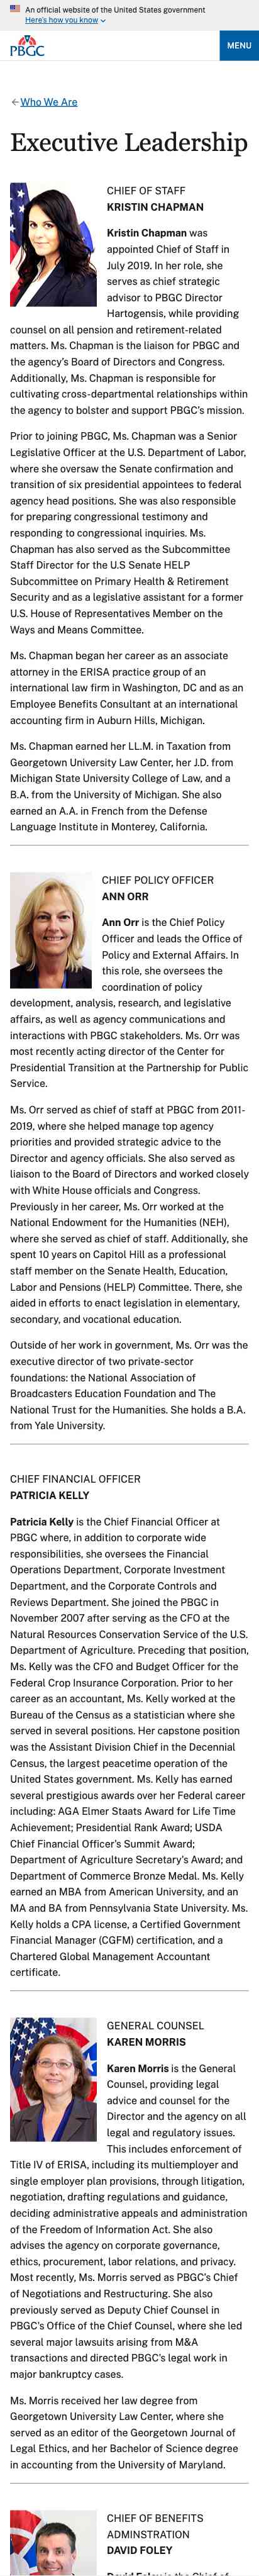 An official website of the United States government
Here's how you know
PBGC
MENU
Who We Are
Executive Leadership
CHIEF OF STAFF
KRISTIN CHAPMAN
Kristin Chapman was
appointed Chief of Staff in
July 2019. In her role, she
serves as chief strategic
advisor to PBGC Director
Hartogensis, while providing
counsel on all pension and retirement-related
matters. Ms. Chapman is the liaison for PBGC and
the agency's Board of Directors and Congress.
Additionally, Ms. Chapman is responsible for
cultivating cross-departmental relationships within
the agency to bolster and support PBGC's mission.
Prior to joining PBGC, Ms. Chapman was a Senior
Legislative Officer at the U.S. Department of Labor,
where she oversaw the Senate confirmation and
transition of six presidential appointees to federal
agency head positions. She was also responsible
for preparing congressional testimony and
responding to congressional inquiries. Ms.
Chapman has also served as the Subcommittee
Staff Director for the U.S Senate HELP
Subcommittee on Primary Health & Retirement
Security and as a legislative assistant for a former
U.S. House of Representatives Member on the
Ways and Means Committee.
Ms. Chapman began her career as an associate
attorney in the ERISA practice group of an
international law firm in Washington, DC and as an
Employee Benefits Consultant at an international
accounting firm in Auburn Hills, Michigan.
Ms. Chapman earned her LL.M. in Taxation from
Georgetown University Law Center, her J.D. from
Michigan State University College of Law, and a
B.A. from the University of Michigan. She also
earned an A.A. in French from the Defense
Language Institute in Monterey, California.
CHIEF POLICY OFFICER
ANN ORR
Ann Orr is the Chief Policy
Officer and leads the Office of
Policy and External Affairs. In
this role, she oversees the
coordination of policy
development, analysis, research, and legislative
affairs, as well as agency communications and
interactions with PBGC stakeholders. Ms. Orr was
most recently acting director of the Center for
Presidential Transition at the Partnership for Public
Service.
Ms. Orr served as chief of staff at PBGC from 2011-
2019, where she helped manage top agency
priorities and provided strategic advice to the
Director and agency officials. She also served as
liaison to the Board of Directors and worked closely
with White House officials and Congress.
Previously in her career, Ms. Orr worked at the
National Endowment for the Humanities (NEH),
where she served as chief of staff. Additionally, she
spent 10 years on Capitol Hill as a professional
staff member on the Senate Health, Education,
Labor and Pensions (HELP) Committee. There, she
aided in efforts to enact legislation in elementary,
secondary, and vocational education.
Outside of her work in government, Ms. Orr was the
executive director of two private-sector
foundations: the National Association of
Broadcasters Education Foundation and The
National Trust for the Humanities. She holds a B.A.
from Yale University.
CHIEF FINANCIAL OFFICER
PATRICIA KELLY
Patricia Kelly is the Chief Financial Officer at
PBGC where, in addition to corporate wide
responsibilities, she oversees the Financial
Operations Department, Corporate Investment
Department, and the Corporate Controls and
Reviews Department. She joined the PBGC in
November 2007 after serving as the CFO at the
Natural Resources Conservation Service of the U.S.
Department of Agriculture. Preceding that position,
Ms. Kelly was the CFO and Budget Officer for the
Federal Crop Insurance Corporation. Prior to her
career as an accountant, Ms. Kelly worked at the
Bureau of the Census as a statistician where she
served in several positions. Her capstone position
was the Assistant Division Chief in the Decennial
Census, the largest peacetime operation of the
United States government. Ms. Kelly has earned
several prestigious awards over her Federal career
including: AGA Elmer Staats Award for Life Time
Achievement; Presidential Rank Award; USDA
Chief Financial Officer's Summit Award;
Department of Agriculture Secretary's Award; and
Department of Commerce Bronze Medal. Ms. Kelly
earned an MBA from American University, and an
MA and BA from Pennsylvania State University. Ms.
Kelly holds a CPA license, a Certified Government
Financial Manager (CGFM) certification, and a
Chartered Global Management Accountant
certificate.
GENERAL COUNSEL
KAREN MORRIS
Karen Morris is the General
Counsel, providing legal
advice and counsel for the
Director and the agency on all
legal and regulatory issues.
This includes enforcement of
Title IV of ERISA, including its multiemployer and
single employer plan provisions, through litigation,
negotiation, drafting regulations and guidance,
deciding administrative appeals and administration
of the Freedom of Information Act. She also
advises the agency on corporate governance,
ethics, procurement, labor relations, and privacy.
Most recently, Ms. Morris served as PBGC's Chief
of Negotiations and Restructuring. She also
previously served as Deputy Chief Counsel in
PBGC's Office of the Chief Counsel, where she led
several major lawsuits arising from M&A
transactions and directed PBGC's legal work in
major bankruptcy cases.
Ms. Morris received her law degree from
Georgetown University Law Center, where she
served as an editor of the Georgetown Journal of
Legal Ethics, and her Bachelor of Science degree
in accounting from the University of Maryland.
CHIEF OF BENEFITS
ADMINSTRATION
DAVID FOLEY